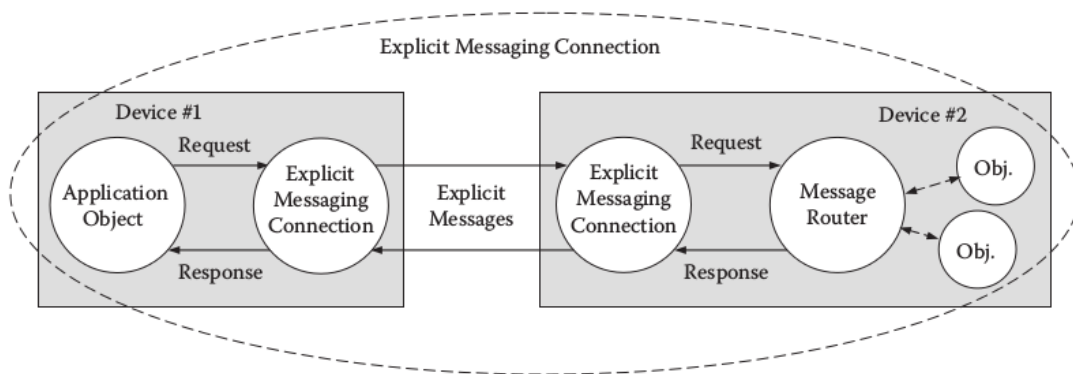 Explicit Messaging Connection
Device #1
Device #2
Request
Request
Application
Object
Explicit
Messaging
Connection
Explicit
Messages
Explicit
Messaging
Connection
Message
Router
Obj.
Obj.
Response
Response